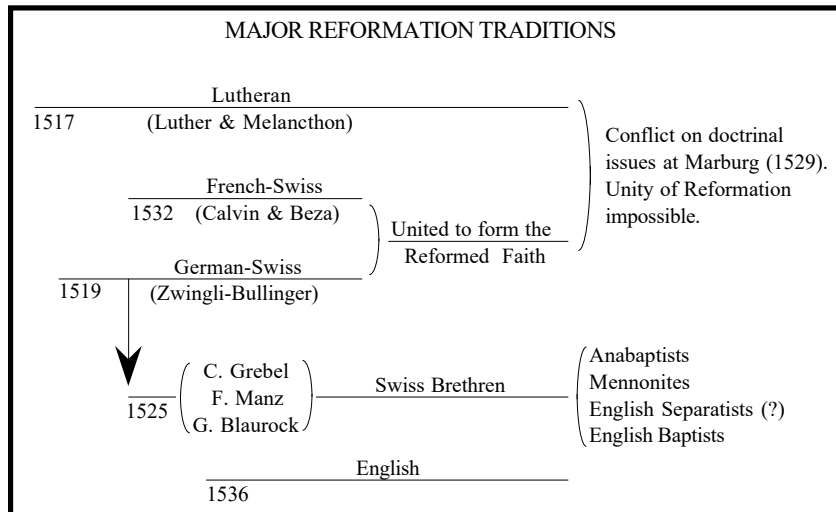 MAJOR REFORMATION TRADITIONS
Lutheran
1517 (Luther & Melancthon)
French-Swiss
1532 (Calvin & Beza)
German-Swiss
1519 (Zwingli-Bullinger)
United to form the
Reformed Faith
Conflict on doctrinal
issues at Marburg (1529).
Unity of Reformation
impossible.
1525
C. Grebel
F. Manz
G. Blaurock
Swiss Brethren
Anabaptists
Mennonites
English Separatists (?)
English Baptists
English
1536